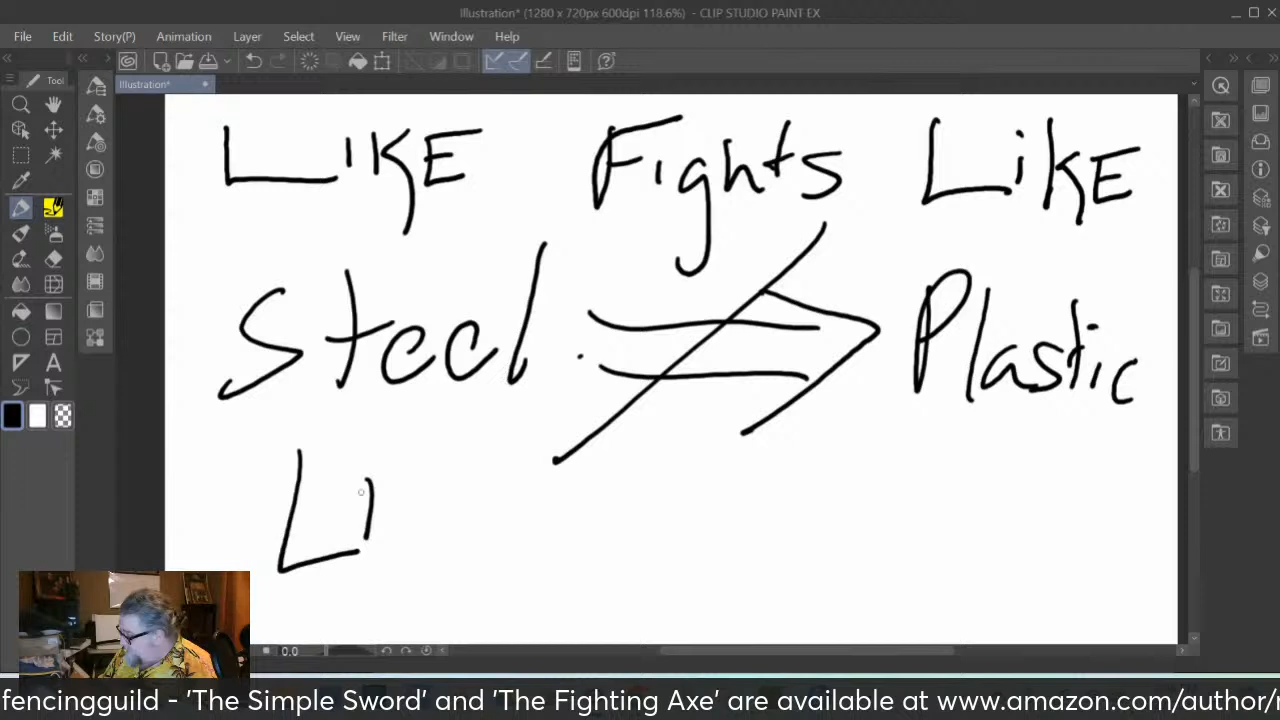 Illustration* (1280 x 720px 600dpi 118.6%) - CLIP STUDIO PAINT EX
File Edit Story(P) Animation Layer Select View Filter Window Help
Tool
Illustration*
LIKE Fights LikE
Steel Plastic
LI
0.0
fencingguild - 'The Simple Sword' and 'The Fighting Axe' are available at www.amazon.com/author/